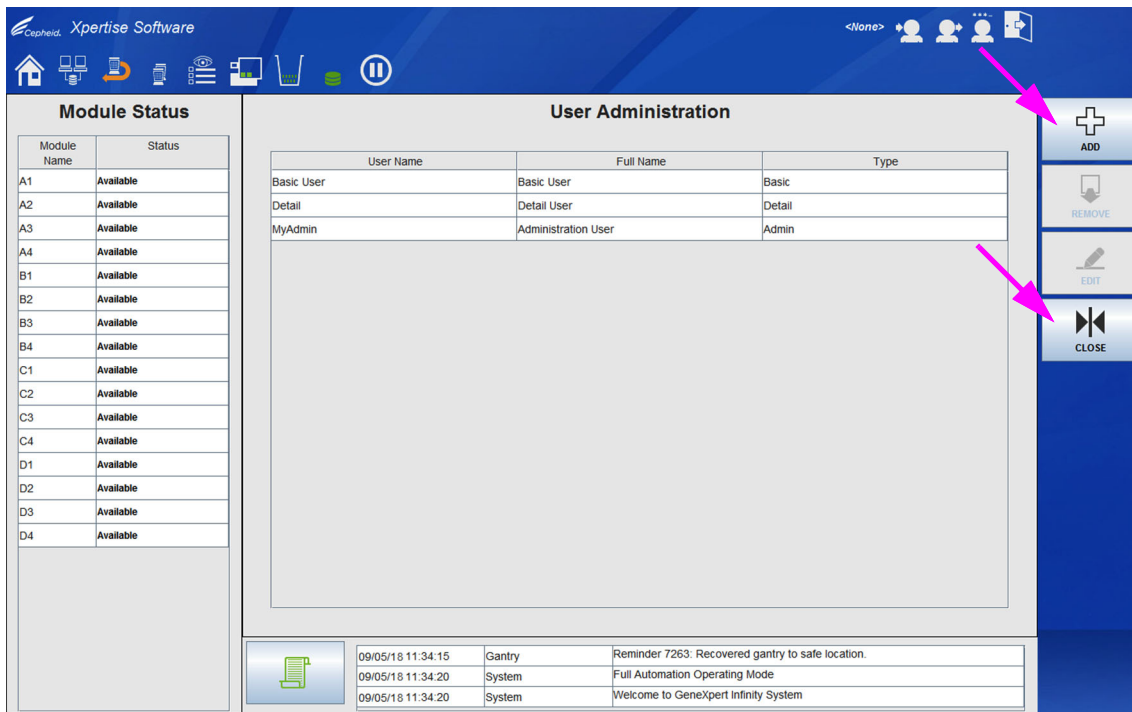 Cepheid. Xpertise Software
<None>
Module Status
Module Name Status
A1 Available
A2 Available
A3 Available
A4 Available
B1 Available
B2 Available
B3 Available
B4 Available
C1 Available
C2 Available
C3 Available
C4 Available
D1 Available
D2 Available
D3 Available
D4 Available
User Administration
User Name Full Name Type
Basic User Basic User Basic
Detail Detail User Detail
MyAdmin Administration User Admin
09/05/18 11:34:15 Gantry Reminder 7263: Recovered gantry to safe location.
09/05/18 11:34:20 System Full Automation Operating Mode
09/05/18 11:34:20 System Welcome to GeneXpert Infinity System
ADD
REMOVE
EDIT
CLOSE